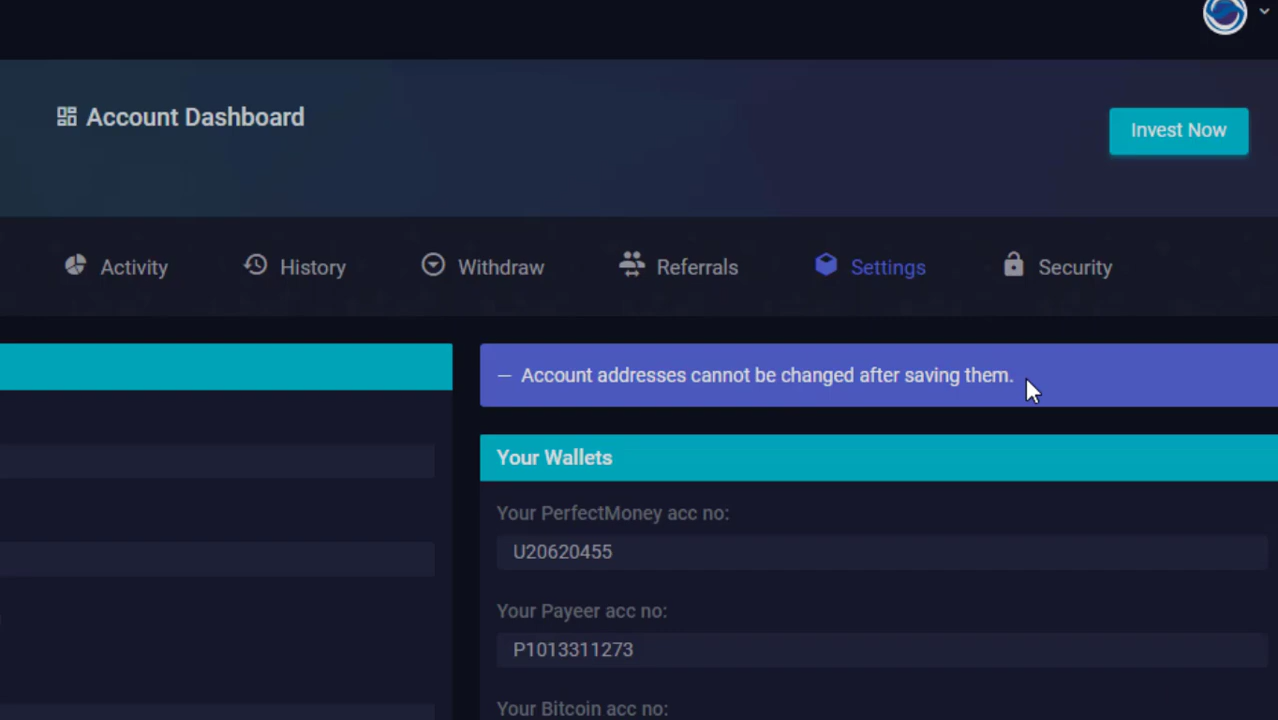 Account Dashboard
Invest Now
Activity
History
Withdraw
Referrals
Settings
Security
— Account addresses cannot be changed after saving them.
Your Wallets
Your PerfectMoney acc no:
U20620455
Your Payeer acc no:
P1013311273
Your Bitcoin acc no: